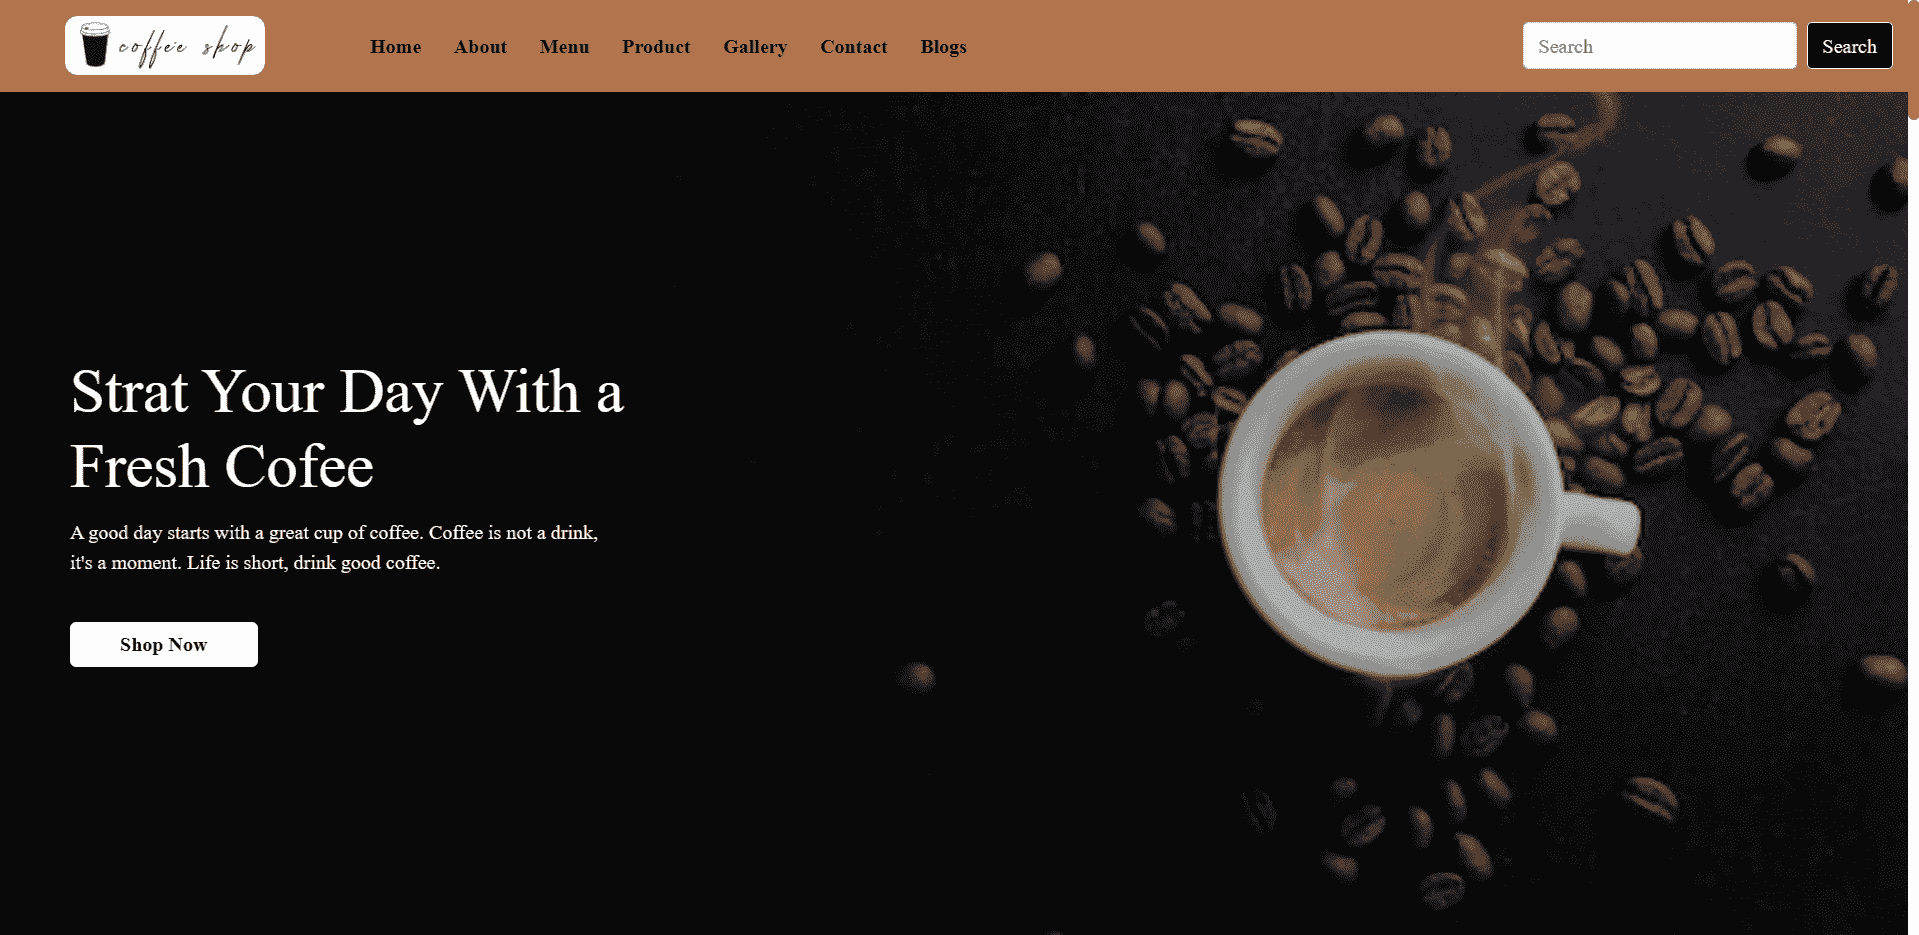 coffee shop
Home About Menu Product Gallery Contact Blogs
Search Search
Strat Your Day With a
Fresh Cofee
A good day starts with a great cup of coffee. Coffee is not a drink,
it's a moment. Life is short, drink good coffee.
Shop Now